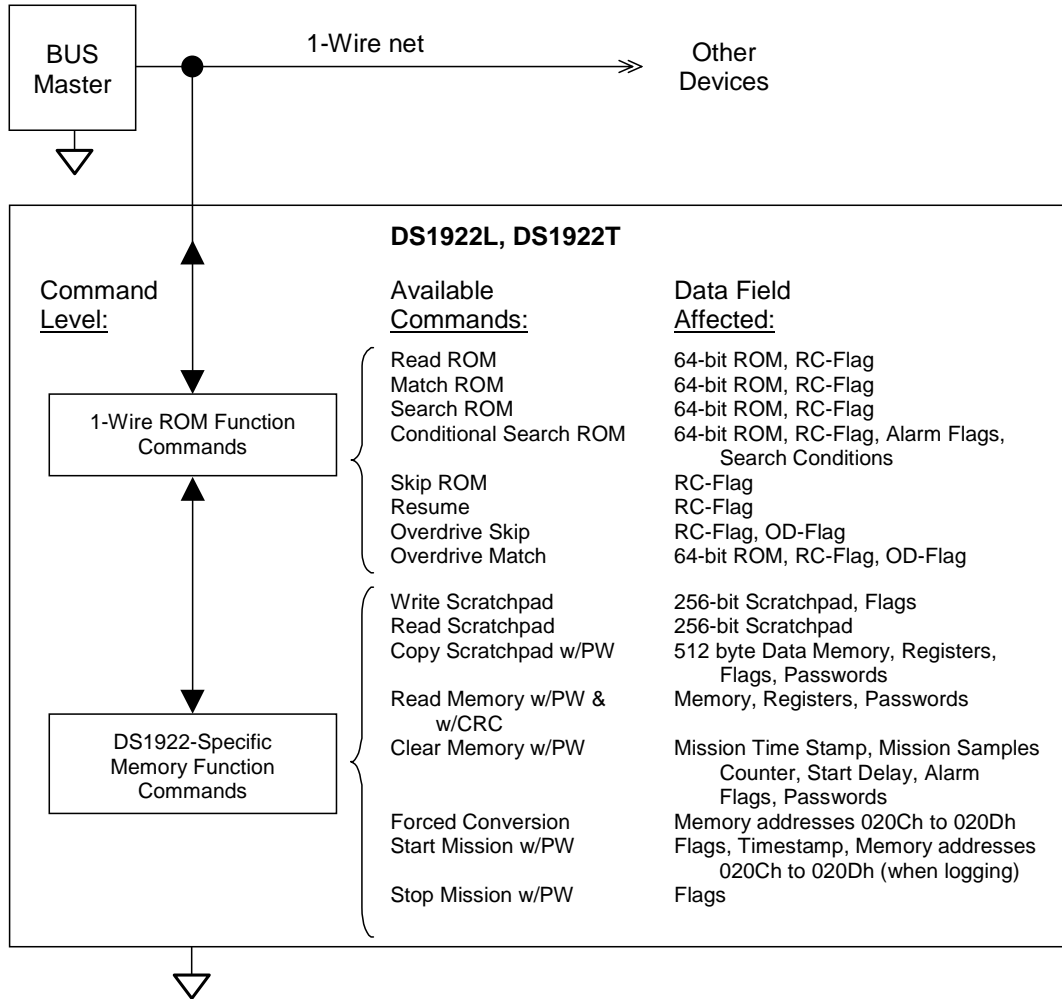 BUS
Master
1-Wire net
Other
Devices
DS1922L, DS1922T
Command
Level:
Available
Commands:
Data Field
Affected:
1-Wire ROM Function
Commands
Read ROM 64-bit ROM, RC-Flag
Match ROM 64-bit ROM, RC-Flag
Search ROM 64-bit ROM, RC-Flag
Conditional Search ROM 64-bit ROM, RC-Flag, Alarm Flags,
Search Conditions
Skip ROM RC-Flag
Resume RC-Flag
Overdrive Skip RC-Flag, OD-Flag
Overdrive Match 64-bit ROM, RC-Flag, OD-Flag
DS1922-Specific
Memory Function
Commands
Write Scratchpad 256-bit Scratchpad, Flags
Read Scratchpad 256-bit Scratchpad
Copy Scratchpad w/PW 512 byte Data Memory, Registers,
Flags, Passwords
Read Memory w/PW & Memory, Registers, Passwords
w/CRC
Clear Memory w/PW Mission Time Stamp, Mission Samples
Counter, Start Delay, Alarm
Flags, Passwords
Forced Conversion Memory addresses 020Ch to 020Dh
Start Mission w/PW Flags, Timestamp, Memory addresses
020Ch to 020Dh (when logging)
Stop Mission w/PW Flags